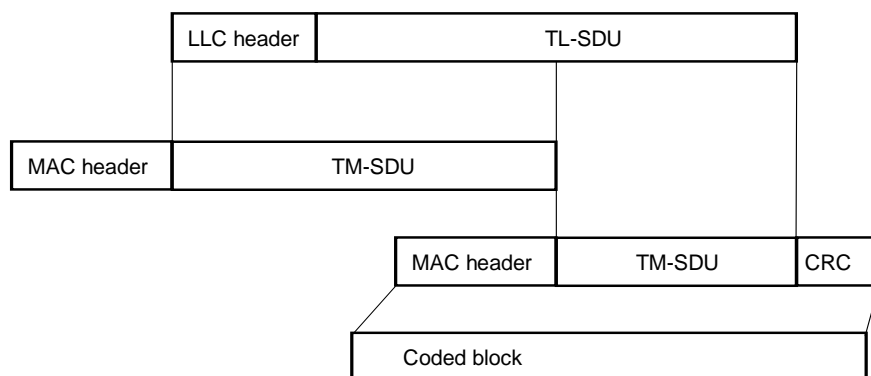 LLC header TL-SDU
MAC header TM-SDU
MAC header TM-SDU CRC
Coded block